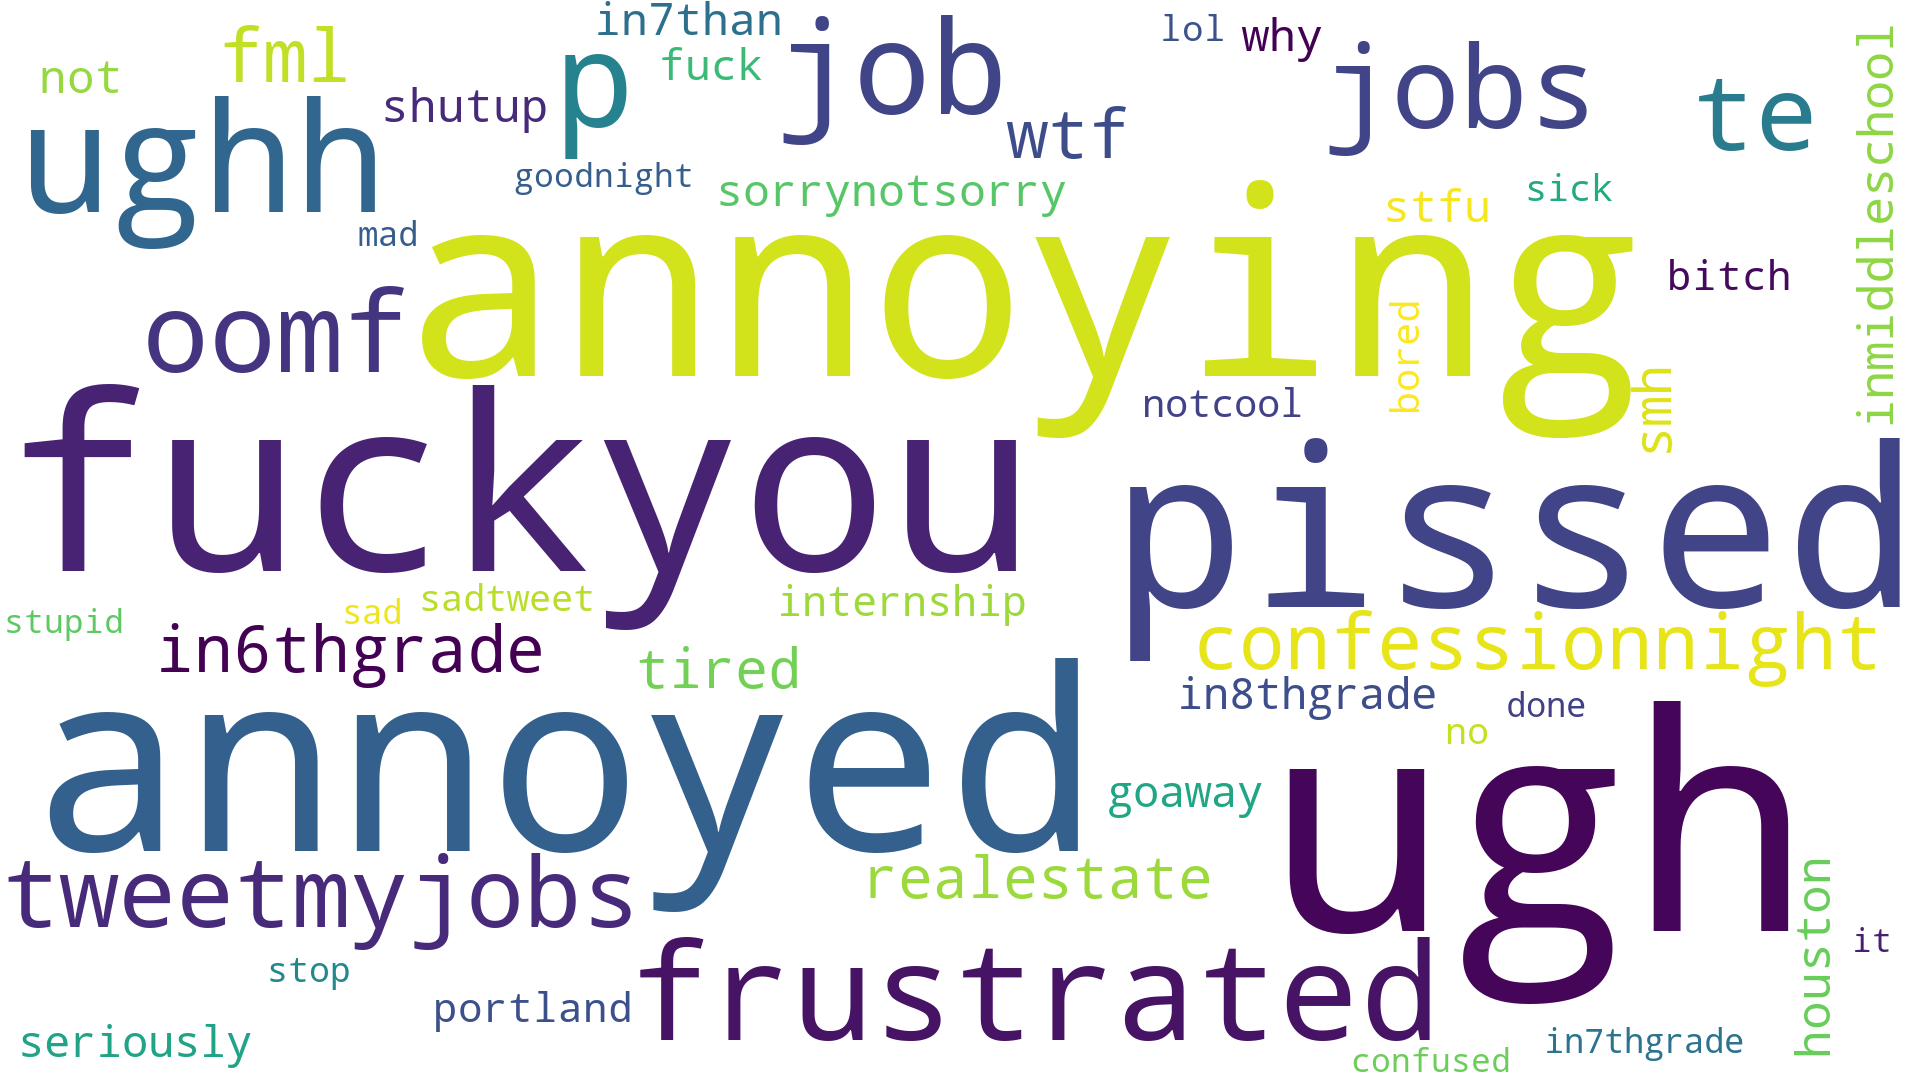 in7than
lol
why
job
jobs
fml
not
p
fuck
te
inmiddleschool
ughh
shutup
wtf
goodnight
sorrynotsorry
stfu
sick
mad
annoying
bitch
oomf
bored
notcool
smh
fuckyou
pissed
stupid
sad
sadtweet
internship
in6thgrade
tired
confessionnight
in8thgrade
done
no
annoyed
goaway
ugh
tweetmyjobs
realestate
houston
it
stop
frustrated
portland
seriously
in7thgrade
confused